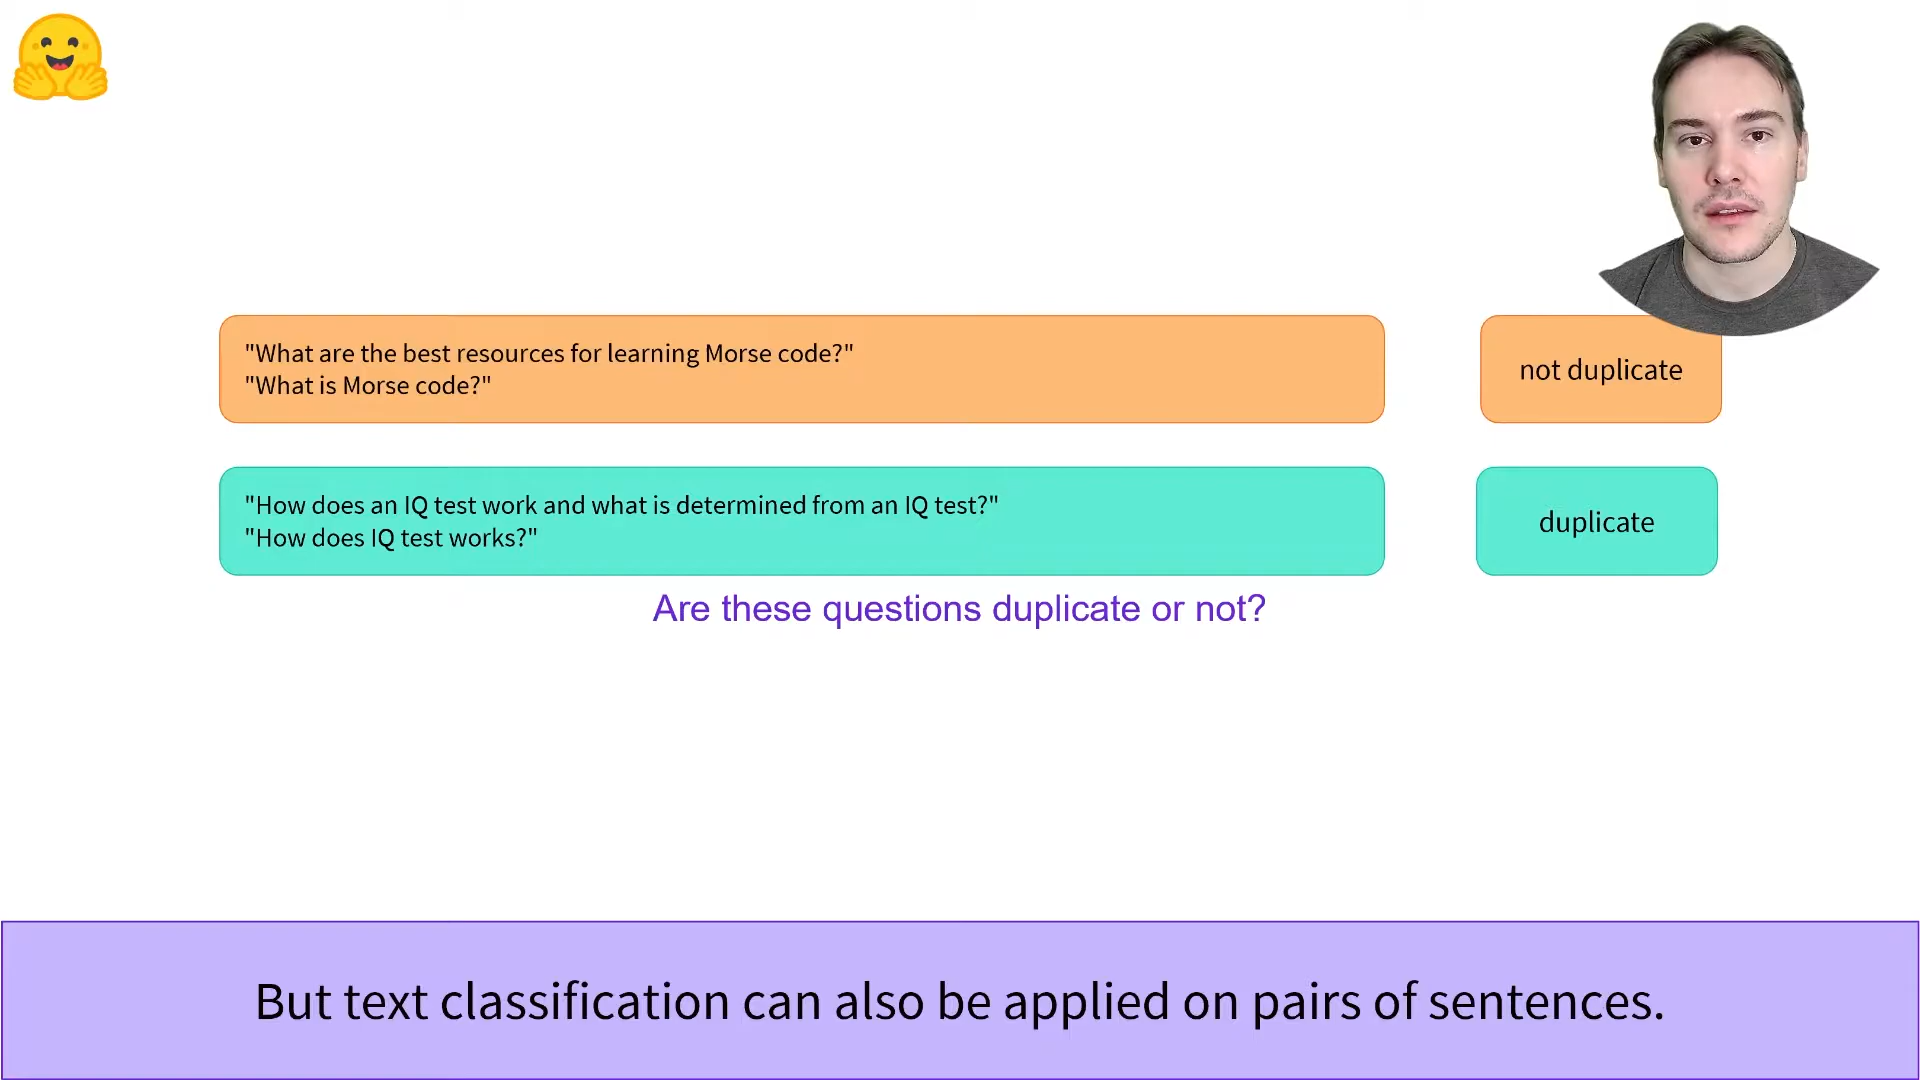 "What are the best resources for learning Morse code?"
"What is Morse code?"
not duplicate
"How does an IQ test work and what is determined from an IQ test?"
"How does IQ test works?"
duplicate
Are these questions duplicate or not?
But text classification can also be applied on pairs of sentences.